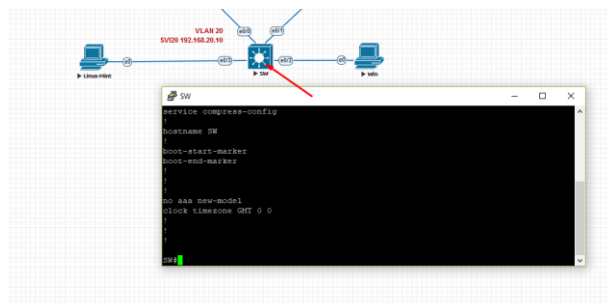 VLAN 20
SVI20 192.168.20.10
e0/0
e0/1
e0
e0/3
e0/2
e0
Linux-Mint
SW
Win
SW
service compress-config
!
hostname SW
!
boot-start-marker
boot-end-marker
!
!
!
no aaa new-model
clock timezone GMT 0 0
!
!
!
SW#